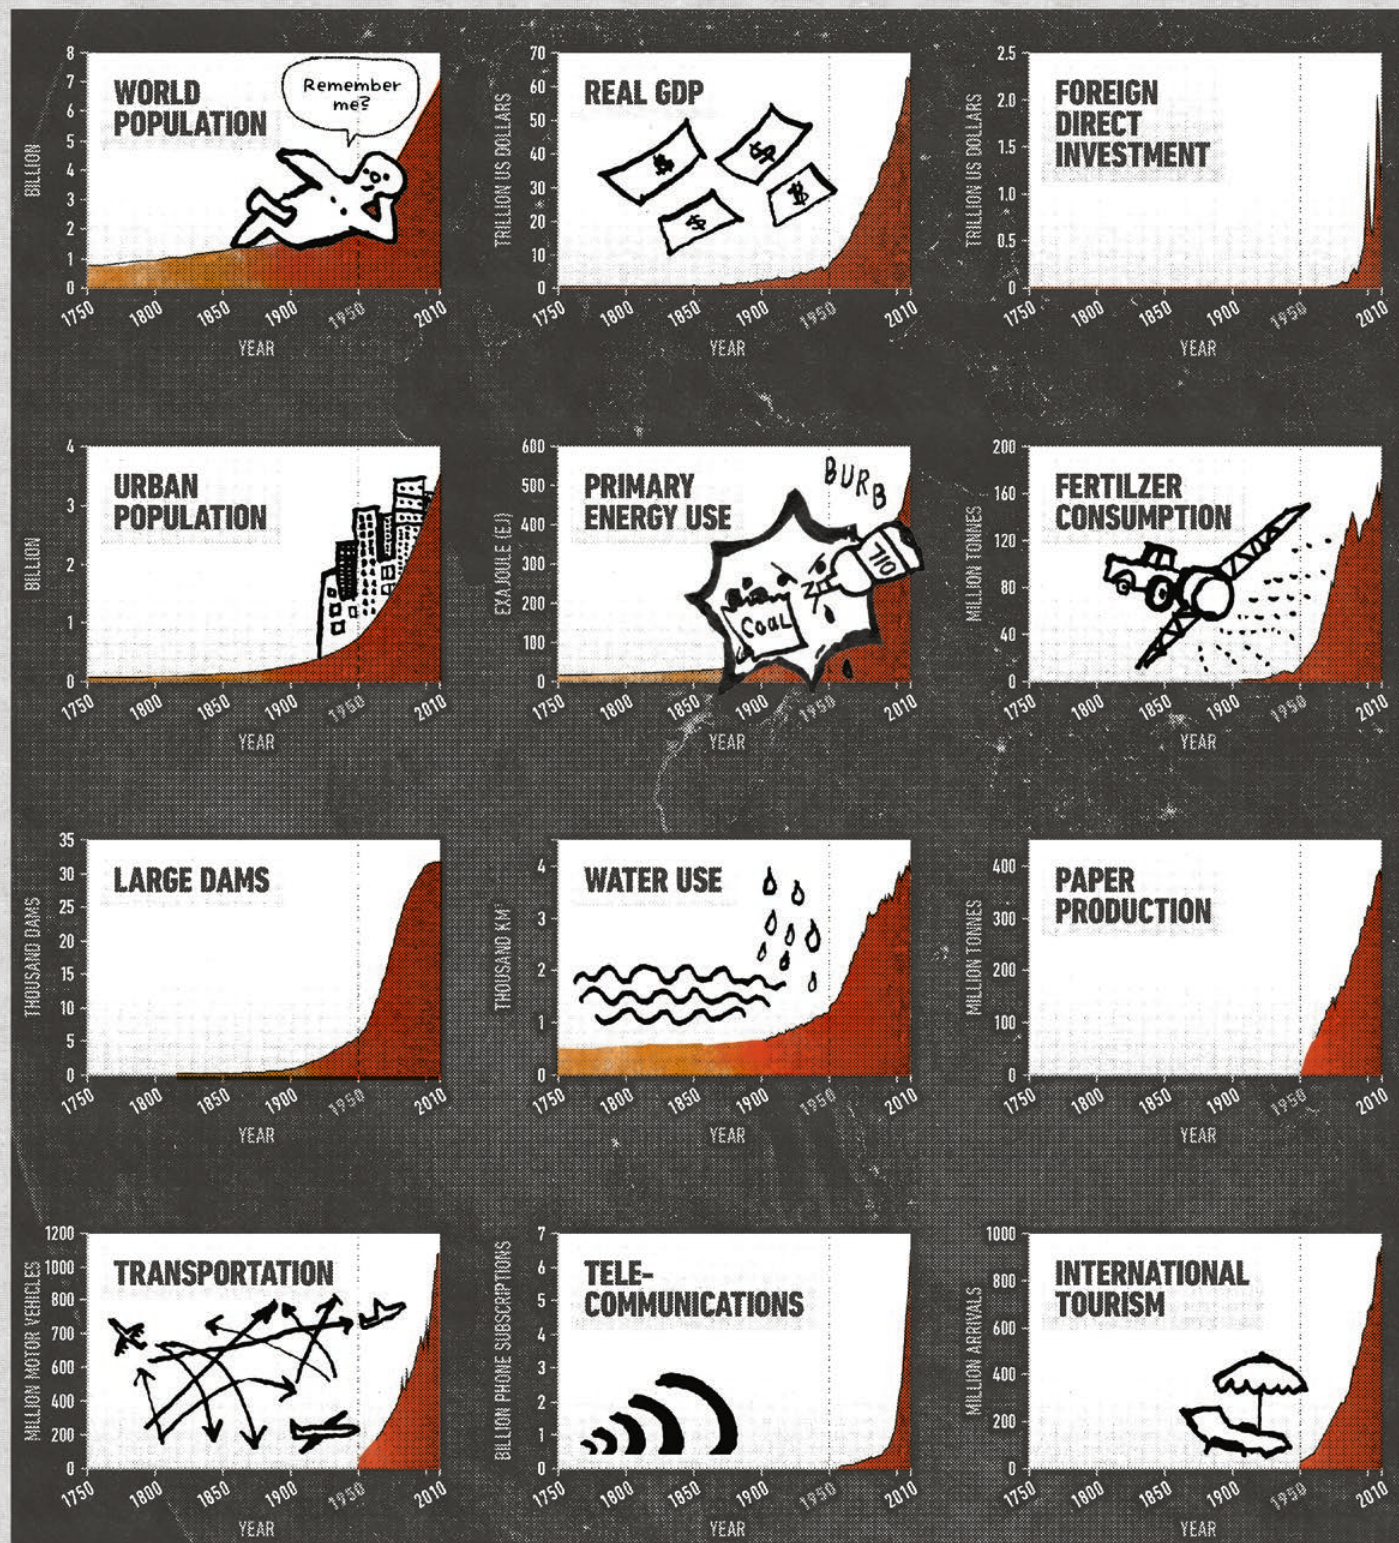 WORLD
POPULATION
Remember
me?
BILLION
8
7
6
5
4
3
2
1
0
1750 1800 1850 1900 1950 2010
YEAR
REAL GDP
$ $ $
TRILLION US DOLLARS
70
60
50
40
30
20
10
0
1750 1800 1850 1900 1950 2010
YEAR
FOREIGN
DIRECT
INVESTMENT
TRILLION US DOLLARS
2.5
2.0
1.5
1.0
0.5
0
1750 1800 1850 1900 1950 2010
YEAR
URBAN
POPULATION
BILLION
4
3
2
1
0
1750 1800 1850 1900 1950 2010
YEAR
PRIMARY
ENERGY USE
BURB
OIL
COAL
EXAJOULE (EJ)
600
500
400
300
200
100
0
1750 1800 1850 1900 1950 2010
YEAR
FERTILZER
CONSUMPTION
MILLION TONNES
200
160
120
80
40
0
1750 1800 1850 1900 1950 2010
YEAR
LARGE DAMS
THOUSAND DAMS
35
30
25
20
15
10
5
0
1750 1800 1850 1900 1950 2010
YEAR
WATER USE
THOUSAND KM³
4
3
2
1
0
1750 1800 1850 1900 1950 2010
YEAR
PAPER
PRODUCTION
MILLION TONNES
400
300
200
100
0
1750 1800 1850 1900 1950 2010
YEAR
TRANSPORTATION
MILLION MOTOR VEHICLES
1200
1000
800
700
600
400
200
0
1750 1800 1850 1900 1950 2010
YEAR
TELE-
COMMUNICATIONS
BILLION PHONE SUBSCRIPTIONS
7
6
5
4
3
2
1
0
1750 1800 1850 1900 1950 2010
YEAR
INTERNATIONAL
TOURISM
MILLION ARRIVALS
1000
800
600
400
200
0
1750 1800 1850 1900 1950 2010
YEAR